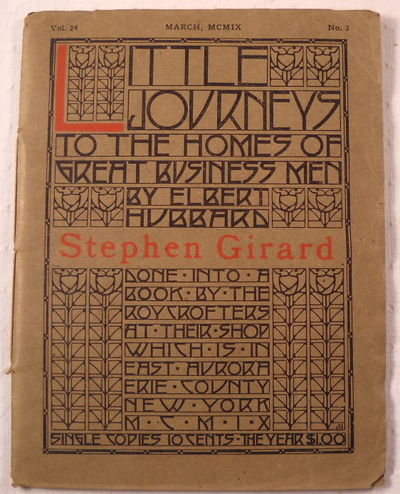 Vol. 24 MARCH, MCMIX No. 3
LITTLE
JOURNEYS
TO THE HOMES OF
GREAT BUSINESS MEN
BY ELBERT
HUBBARD
Stephen Girard
DONE · INTO · A
BOOK · BY · THE
ROYCROFTERS
AT · THEIR · SHOP
WHICH · IS · IN
EAST AURORA
ERIE · COUNTY
NEW · YORK
M · C · M · I X
SINGLE COPIES 10 CENTS · THE YEAR $1.00